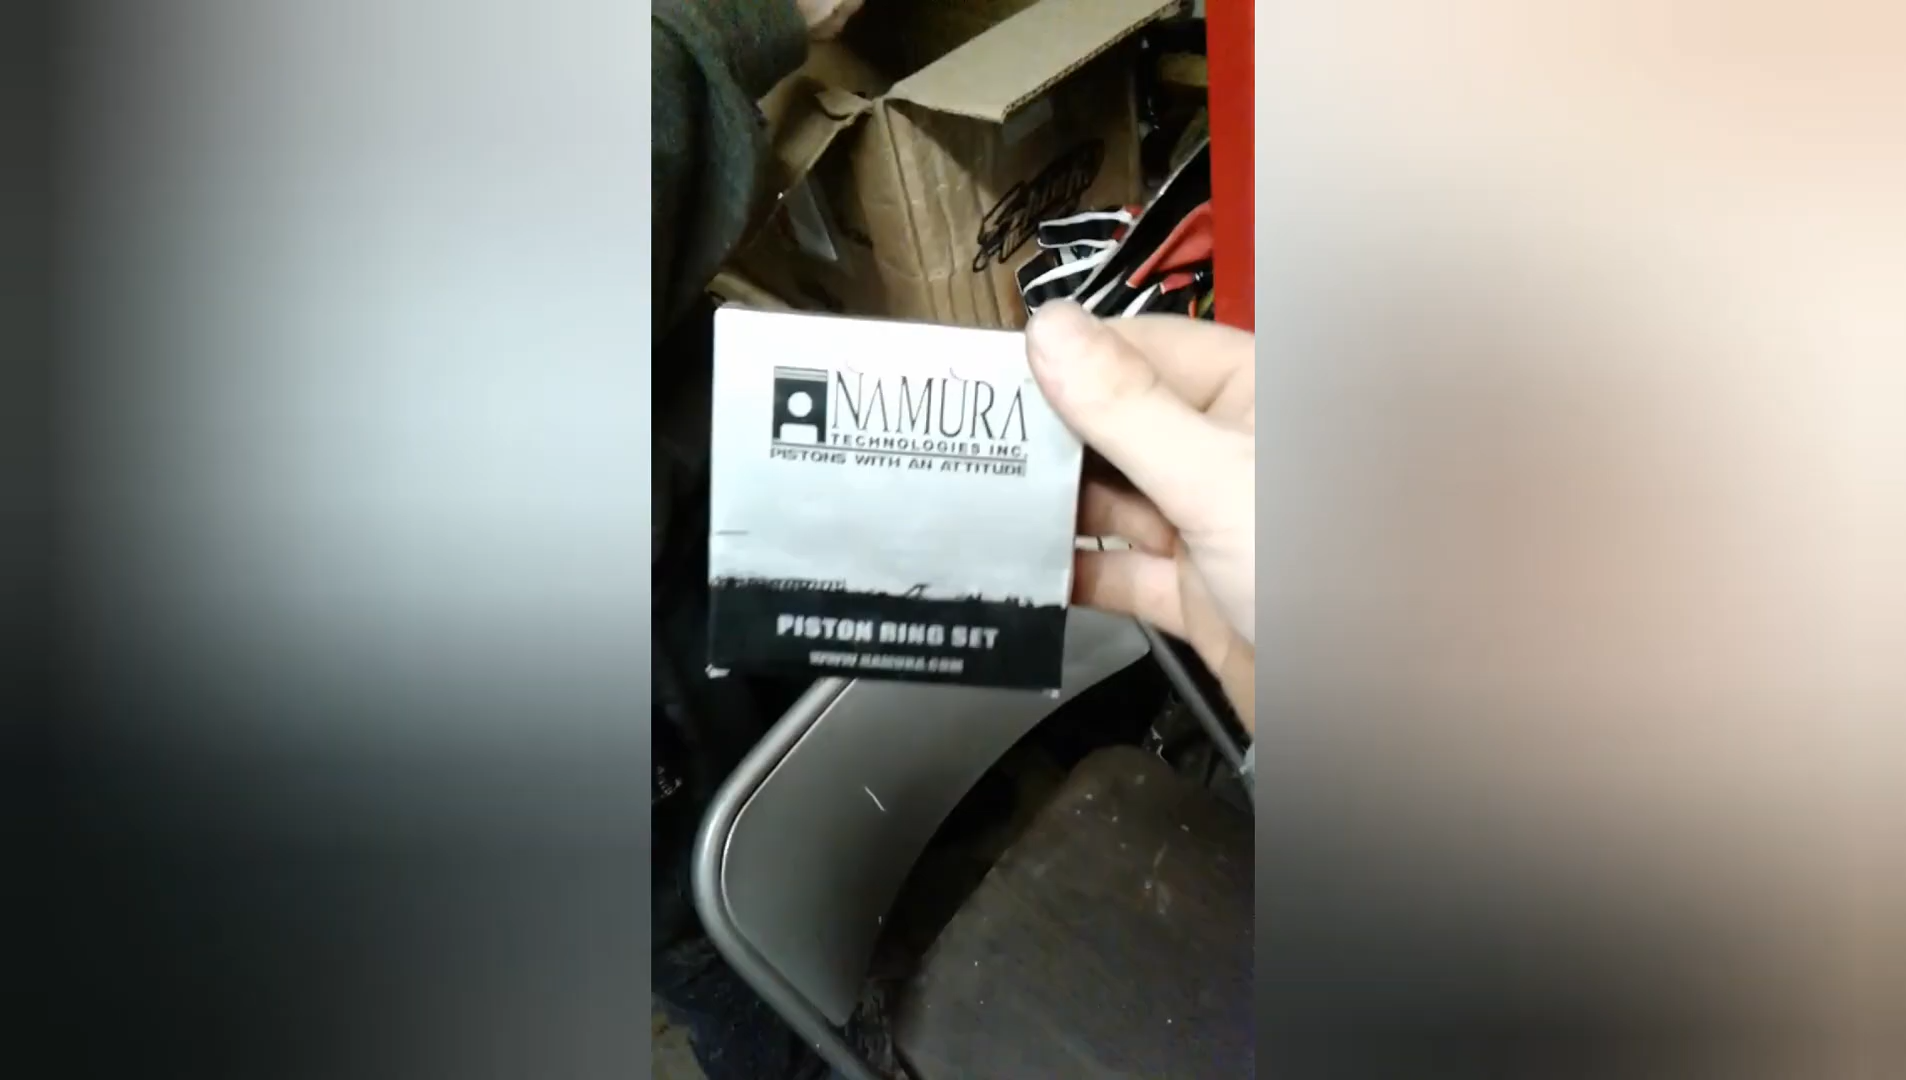 NAMURA
TECHNOLOGIES INC.
PISTONS WITH AN ATTITUDE
PISTON RING SET
WWW.NAMURA.COM